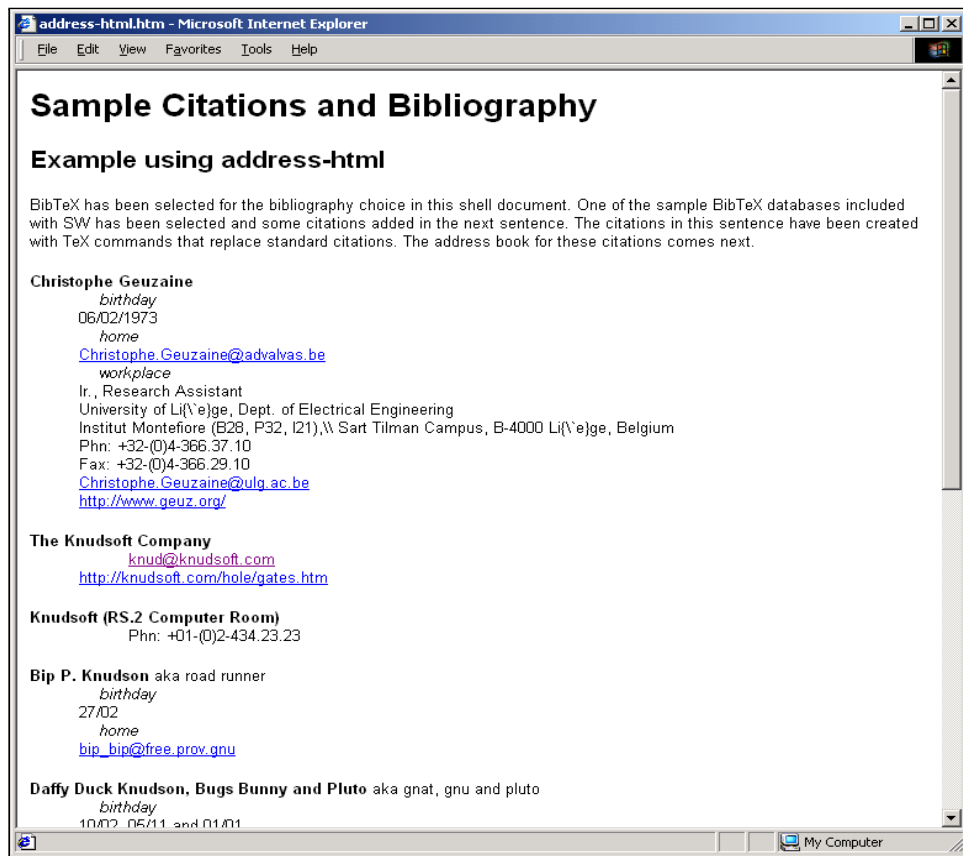 address-html.htm - Microsoft Internet Explorer
File Edit View Favorites Tools Help
Sample Citations and Bibliography
Example using address-html
BibTeX has been selected for the bibliography choice in this shell document. One of the sample BibTeX databases included
with SW has been selected and some citations added in the next sentence. The citations in this sentence have been created
with TeX commands that replace standard citations. The address book for these citations comes next.
Christophe Geuzaine
birthday
06/02/1973
home
Christophe.Geuzaine@advalvas.be
workplace
Ir., Research Assistant
University of Li{\`e}ge, Dept. of Electrical Engineering
Institut Montefiore (B28, P32, I21),\\ Sart Tilman Campus, B-4000 Li{\`e}ge, Belgium
Phn: +32-(0)4-366.37.10
Fax: +32-(0)4-366.29.10
Christophe.Geuzaine@ulg.ac.be
http://www.geuz.org/
The Knudsoft Company
knud@knudsoft.com
http://knudsoft.com/hole/gates.htm
Knudsoft (RS.2 Computer Room)
Phn: +01-(0)2-434.23.23
Bip P. Knudson aka road runner
birthday
27/02
home
bip_bip@free.prov.gnu
Daffy Duck Knudson, Bugs Bunny and Pluto aka gnat, gnu and pluto
birthday
10/02, 05/11 and 01/01
My Computer